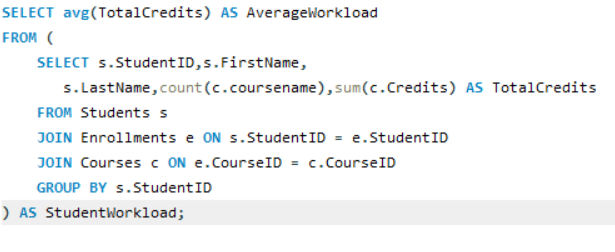 SELECT avg(TotalCredits) AS AverageWorkload
FROM (
SELECT s.StudentID,s.FirstName,
s.LastName,count(c.coursename),sum(c.Credits) AS TotalCredits
FROM Students s
JOIN Enrollments e ON s.StudentID = e.StudentID
JOIN Courses c ON e.CourseID = c.CourseID
GROUP BY s.StudentID
) AS StudentWorkload;